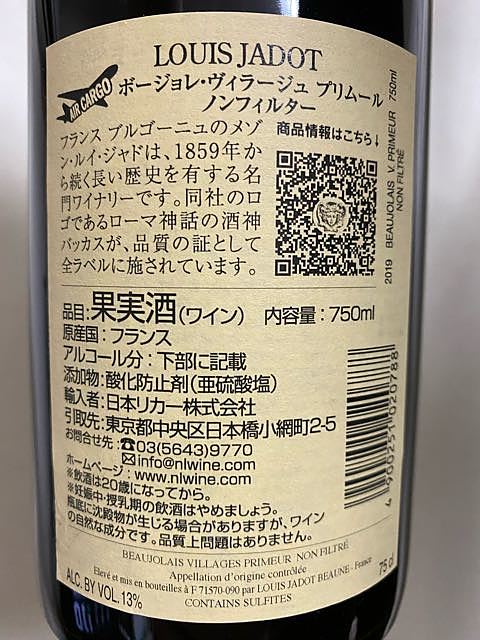 LOUIS JADOT
AIR CARGO
ボージョレ・ヴィラージュ プリムール
ノンフィルター
フランス ブルゴーニュのメゾ
ン・ルイ・ジャドは、1859年か
ら続く長い歴史を有する名
門ワイナリーです。同社のロ
ゴであるローマ神話の酒神
バッカスが、品質の証として
全ラベルに施されています。
商品情報はこちら↓
2019 BEAUJOLAIS V. PRIMEUR 750ml
NON FILTRÉ
品目:果実酒(ワイン) 内容量:750ml
原産国:フランス
アルコール分:下部に記載
添加物:酸化防止剤(亜硫酸塩)
輸入者:日本リカー株式会社
引取先:東京都中央区日本橋小網町2-5
お問合せ先:☎03(5643)9770
✉info@nlwine.com
ホームページ:www.nlwine.com
※飲酒は20歳になってから。
※妊娠中・授乳期の飲酒はやめましょう。
瓶底に沈殿物が生じる場合がありますが、ワイン
の自然な成分です。品質上問題はありません。
4 909251 020788
BEAUJOLAIS VILLAGES PRIMEUR NON FILTRÉ
Appellation d'origine contrôlée
Elevé et mis en bouteilles à F 71570-090 par LOUIS JADOT BEAUNE - France
ALC. BY VOL. 13%
CONTAINS SULFITES
75 cl